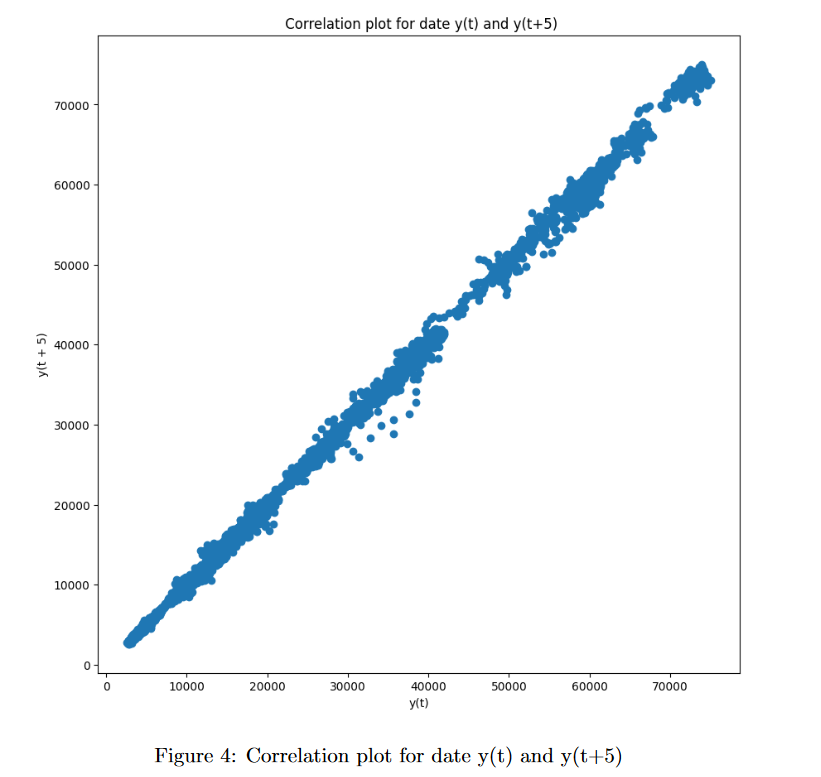 Correlation plot for date y(t) and y(t+5)
70000
60000
50000
40000
30000
20000
10000
0
y(t + 5)
0 10000 20000 30000 40000 50000 60000 70000
y(t)
Figure 4: Correlation plot for date y(t) and y(t+5)